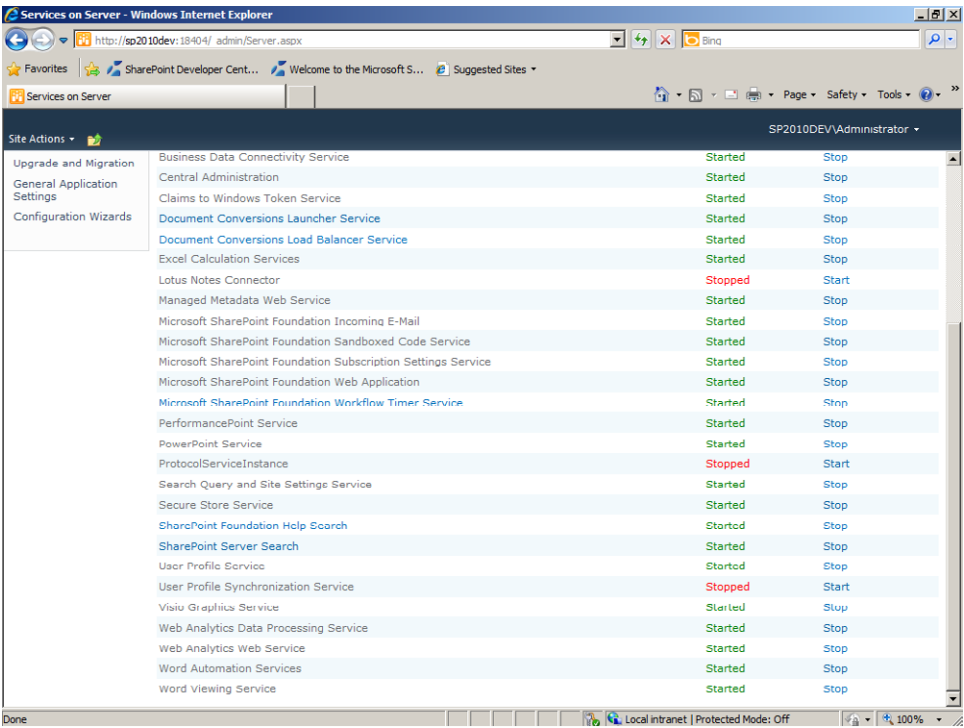 Services on Server - Windows Internet Explorer
http://sp2010dev:18404/_admin/Server.aspx
Bing
Favorites SharePoint Developer Cent... Welcome to the Microsoft S... Suggested Sites
Services on Server
Page Safety Tools »
SP2010DEV\Administrator
Site Actions
Upgrade and Migration
General Application
Settings
Configuration Wizards
Business Data Connectivity Service Started Stop
Central Administration Started Stop
Claims to Windows Token Service Started Stop
Document Conversions Launcher Service Started Stop
Document Conversions Load Balancer Service Started Stop
Excel Calculation Services Started Stop
Lotus Notes Connector Stopped Start
Managed Metadata Web Service Started Stop
Microsoft SharePoint Foundation Incoming E-Mail Started Stop
Microsoft SharePoint Foundation Sandboxed Code Service Started Stop
Microsoft SharePoint Foundation Subscription Settings Service Started Stop
Microsoft SharePoint Foundation Web Application Started Stop
Microsoft SharePoint Foundation Workflow Timer Service Started Stop
PerformancePoint Service Started Stop
PowerPoint Service Started Stop
ProtocolServiceInstance Stopped Start
Search Query and Site Settings Service Started Stop
Secure Store Service Started Stop
SharePoint Foundation Help Search Started Stop
SharePoint Server Search Started Stop
User Profile Service Started Stop
User Profile Synchronization Service Stopped Start
Visio Graphics Service Started Stop
Web Analytics Data Processing Service Started Stop
Web Analytics Web Service Started Stop
Word Automation Services Started Stop
Word Viewing Service Started Stop
Done Local intranet | Protected Mode: Off 100%